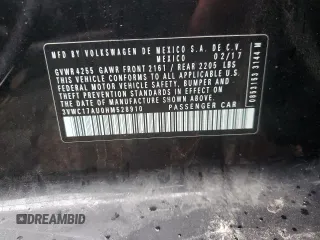 MFD. BY VOLKSWAGEN DE MEXICO S.A. DE C.V.
MEXICO 02/17
GVWR4255 GAWR FRONT 2161 / REAR 2205 LBS
THIS VEHICLE CONFORMS TO ALL APPLICABLE
FEDERAL MOTOR VEHICLE SAFETY, BUMPER AND
THEFT PREVENTION STANDARDS IN EFFECT ON THE
DATE OF MANUFACTURE SHOWN ABOVE.
3VWC17AU0HM528910 PASSENGER CAR
DREAMBID